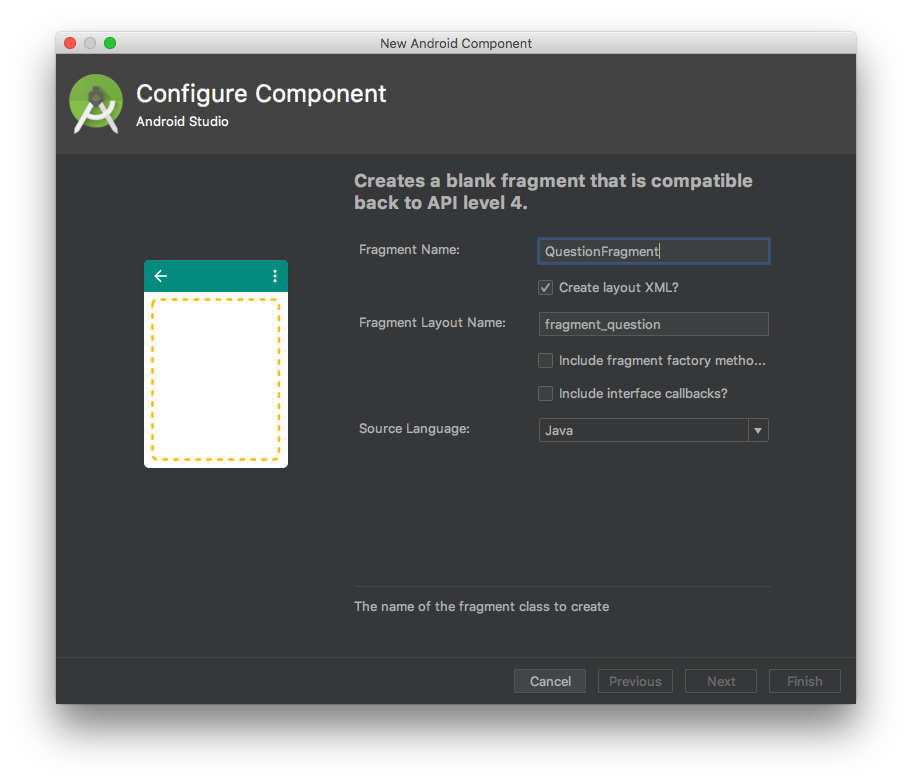 New Android Component
Configure Component
Android Studio
Creates a blank fragment that is compatible
back to API level 4.
Fragment Name:
QuestionFragment
Create layout XML?
Fragment Layout Name:
fragment_question
Include fragment factory metho...
Include interface callbacks?
Source Language:
Java
The name of the fragment class to create
Cancel
Previous
Next
Finish